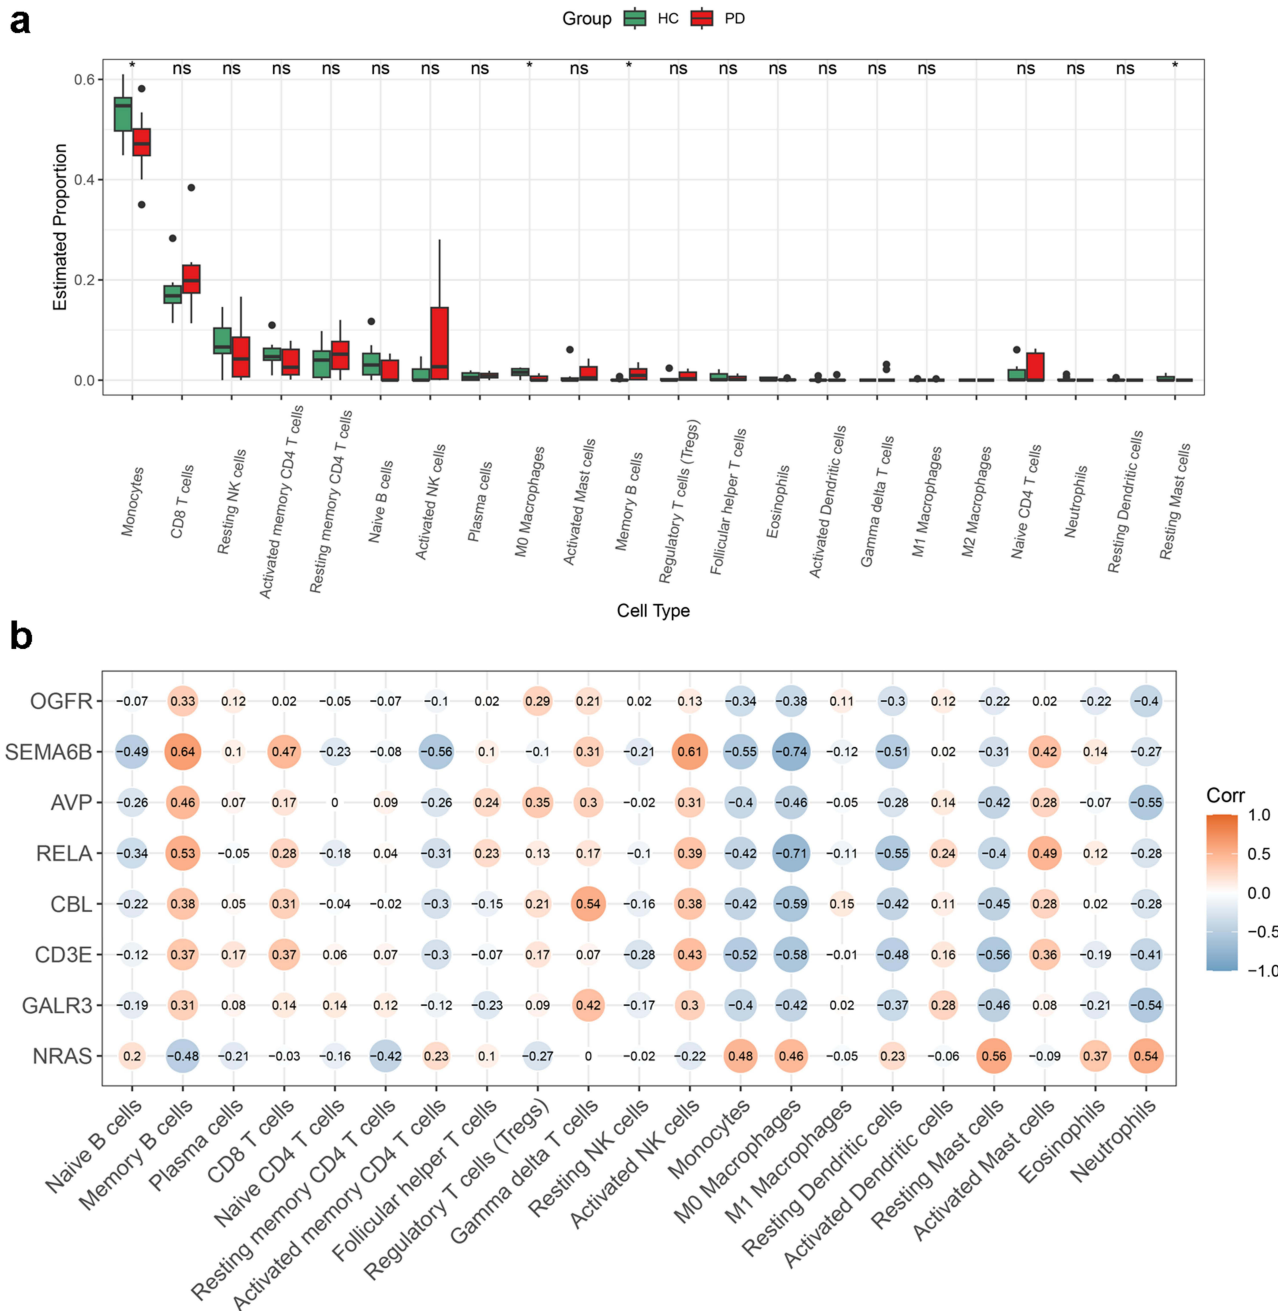 a
Group HC PD
* ns ns ns ns ns ns ns * ns * ns ns ns ns ns ns ns ns ns *
0.6
0.4
0.2
0.0
Estimated Proportion
Monocytes
CD8 T cells
Resting NK cells
Activated memory CD4 T cells
Resting memory CD4 T cells
Naive B cells
Activated NK cells
Plasma cells
M0 Macrophages
Activated Mast cells
Memory B cells
Regulatory T cells (Tregs)
Follicular helper T cells
Eosinophils
Activated Dendritic cells
Gamma delta T cells
M1 Macrophages
M2 Macrophages
Naive CD4 T cells
Neutrophils
Resting Dendritic cells
Resting Mast cells
Cell Type
b
OGFR −0.07 0.33 0.12 0.02 −0.05 −0.07 −0.1 0.02 0.29 0.21 0.02 0.13 −0.34 −0.38 0.11 −0.3 0.12 −0.22 0.02 −0.22 −0.4
SEMA6B −0.49 0.64 0.1 0.47 −0.23 −0.08 −0.56 0.1 −0.1 0.31 −0.21 0.61 −0.55 −0.74 −0.12 −0.51 0.02 −0.31 0.42 0.14 −0.27
AVP −0.26 0.46 0.07 0.17 0 0.09 −0.26 0.24 0.35 0.3 −0.02 0.31 −0.4 −0.46 −0.05 −0.28 0.14 −0.42 0.28 −0.07 −0.55
RELA −0.34 0.53 −0.05 0.28 −0.18 0.04 −0.31 0.23 0.13 0.17 −0.1 0.39 −0.42 −0.71 −0.11 −0.55 0.24 −0.4 0.49 0.12 −0.28
CBL −0.22 0.38 0.05 0.31 −0.04 −0.02 −0.3 −0.15 0.21 0.54 −0.16 0.38 −0.42 −0.59 0.15 −0.42 0.11 −0.45 0.28 0.02 −0.28
CD3E −0.12 0.37 0.17 0.37 0.06 0.07 −0.3 −0.07 0.17 0.07 −0.28 0.43 −0.52 −0.58 −0.01 −0.48 0.16 −0.56 0.36 −0.19 −0.41
GALR3 −0.19 0.31 0.08 0.14 0.14 0.12 −0.12 −0.23 0.09 0.42 −0.17 0.3 −0.4 −0.42 0.02 −0.37 0.28 −0.46 0.08 −0.21 −0.54
NRAS 0.2 −0.48 −0.21 −0.03 −0.16 −0.42 0.23 0.1 −0.27 0 −0.02 −0.22 0.48 0.46 −0.05 0.23 −0.06 0.56 −0.09 0.37 0.54
Corr
1.0
0.5
0.0
−0.5
−1.0
Naive B cells
Memory B cells
Plasma cells
CD8 T cells
Naive CD4 T cells
Resting memory CD4 T cells
Activated memory CD4 T cells
Follicular helper T cells
Regulatory T cells (Tregs)
Gamma delta T cells
Resting NK cells
Activated NK cells
Monocytes
M0 Macrophages
M1 Macrophages
Resting Dendritic cells
Activated Dendritic cells
Resting Mast cells
Activated Mast cells
Eosinophils
Neutrophils